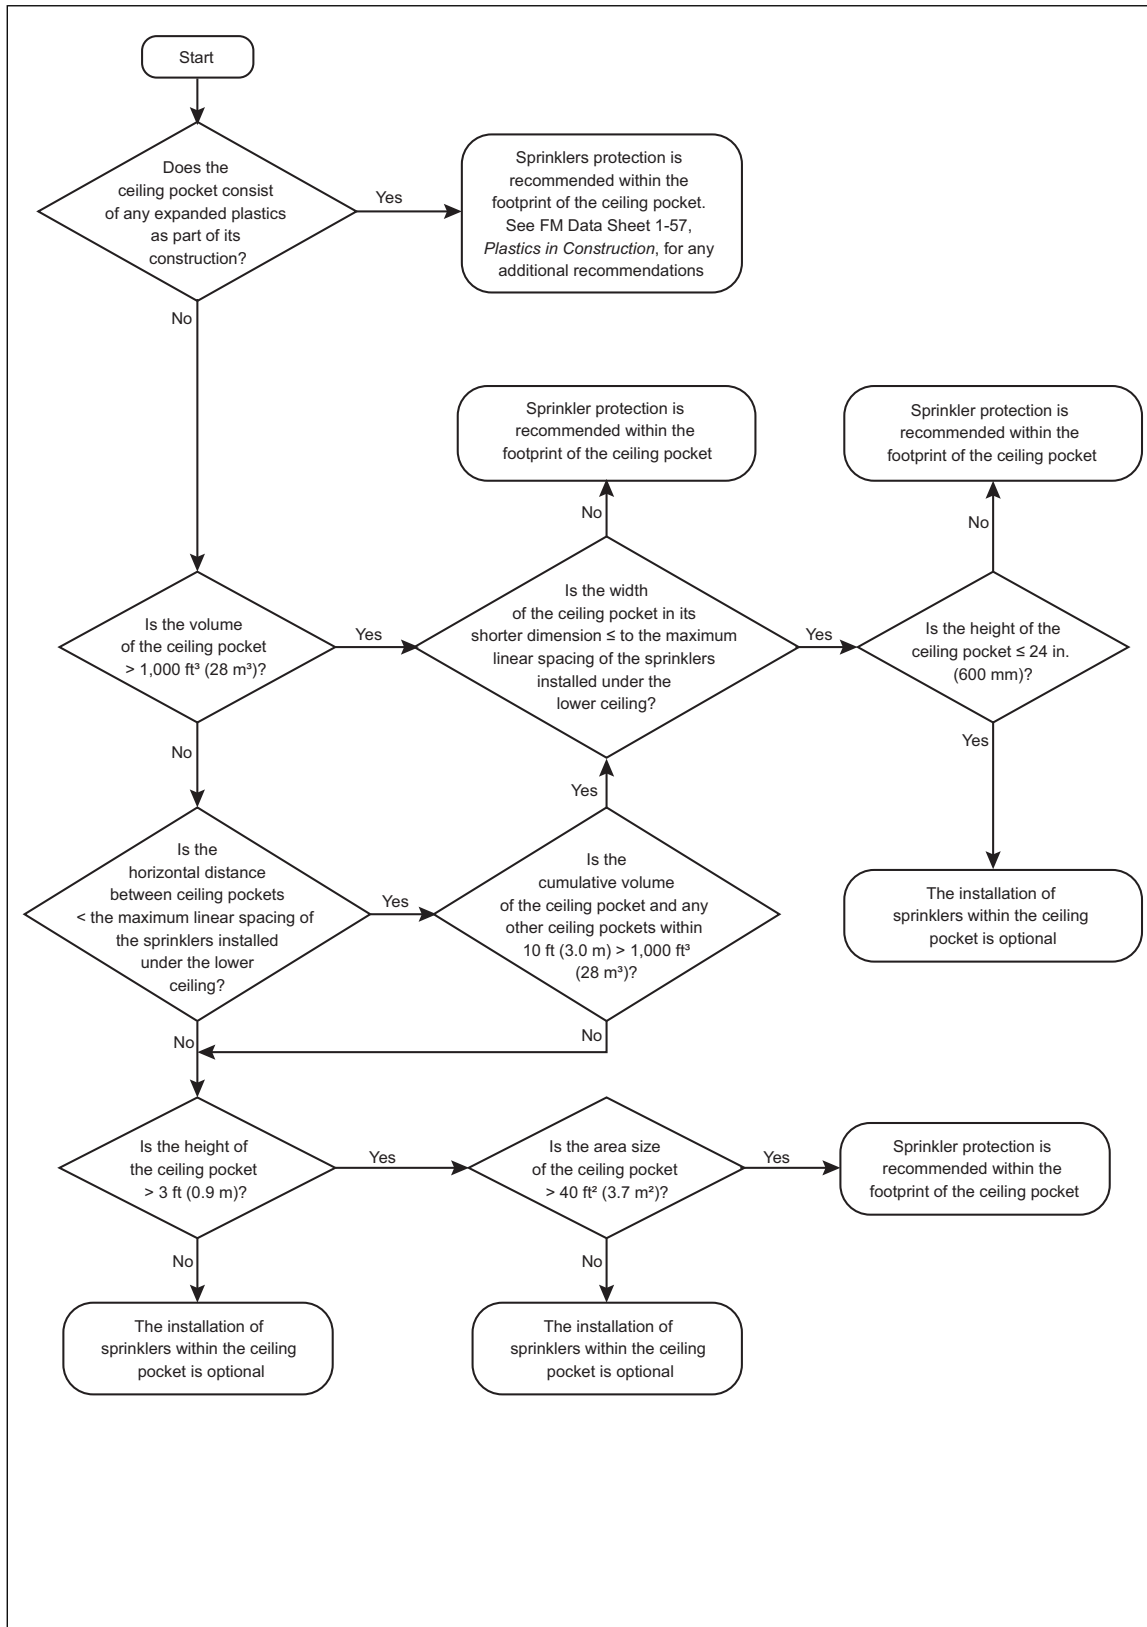 Start
Does the
ceiling pocket consist
of any expanded plastics
as part of its
construction?
Yes
Sprinklers protection is
recommended within the
footprint of the ceiling pocket.
See FM Data Sheet 1-57,
Plastics in Construction, for any
additional recommendations
No
Sprinkler protection is
recommended within the
footprint of the ceiling pocket
Sprinkler protection is
recommended within the
footprint of the ceiling pocket
No
No
Is the volume
of the ceiling pocket
> 1,000 ft³ (28 m³)?
Yes
Is the width
of the ceiling pocket in its
shorter dimension ≤ to the maximum
linear spacing of the sprinklers
installed under the
lower ceiling?
Yes
Is the height of the
ceiling pocket ≤ 24 in.
(600 mm)?
No
Yes
Yes
Is the
horizontal distance
between ceiling pockets
< the maximum linear spacing of
the sprinklers installed
under the lower
ceiling?
Yes
Is the
cumulative volume
of the ceiling pocket and any
other ceiling pockets within
10 ft (3.0 m) > 1,000 ft³
(28 m³)?
The installation of
sprinklers within the ceiling
pocket is optional
No
No
Is the height of
the ceiling pocket
> 3 ft (0.9 m)?
Yes
Is the area size
of the ceiling pocket
> 40 ft² (3.7 m²)?
Yes
Sprinkler protection is
recommended within the
footprint of the ceiling pocket
No
No
The installation of
sprinklers within the ceiling
pocket is optional
The installation of
sprinklers within the ceiling
pocket is optional